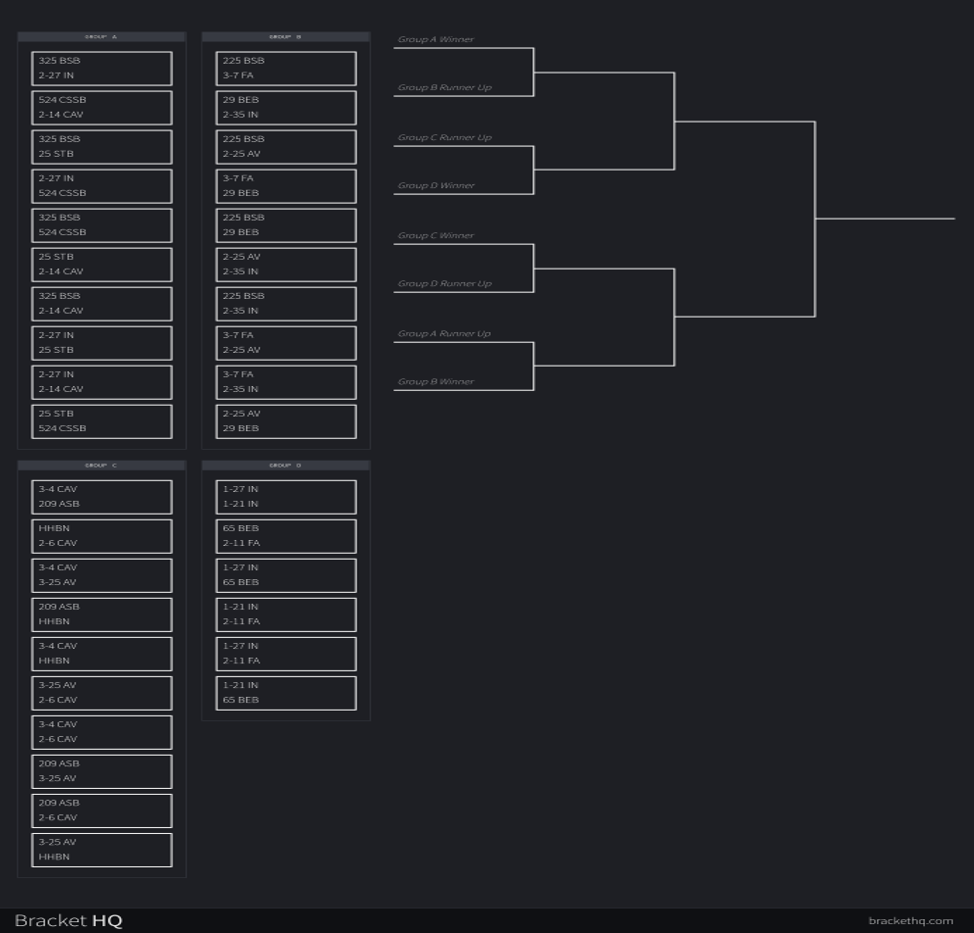 GROUP A
325 BSB
2-27 IN
524 CSSB
2-14 CAV
325 BSB
25 STB
2-27 IN
524 CSSB
325 BSB
524 CSSB
25 STB
2-14 CAV
325 BSB
2-14 CAV
2-27 IN
25 STB
2-27 IN
2-14 CAV
25 STB
524 CSSB
GROUP B
225 BSB
3-7 FA
29 BEB
2-35 IN
225 BSB
2-25 AV
3-7 FA
29 BEB
225 BSB
29 BEB
2-25 AV
2-35 IN
225 BSB
2-35 IN
3-7 FA
2-25 AV
3-7 FA
2-35 IN
2-25 AV
29 BEB
Group A Winner
Group B Runner Up
Group C Runner Up
Group D Winner
Group C Winner
Group D Runner Up
Group A Runner Up
Group B Winner
GROUP C
3-4 CAV
209 ASB
HHBN
2-6 CAV
3-4 CAV
3-25 AV
209 ASB
HHBN
3-4 CAV
HHBN
3-25 AV
2-6 CAV
3-4 CAV
2-6 CAV
209 ASB
3-25 AV
209 ASB
2-6 CAV
3-25 AV
HHBN
GROUP D
1-27 IN
1-21 IN
65 BEB
2-11 FA
1-27 IN
65 BEB
1-21 IN
2-11 FA
1-27 IN
2-11 FA
1-21 IN
65 BEB
Bracket HQ
brackethq.com